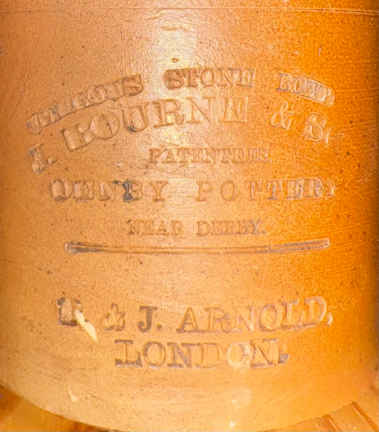 STONE
J. BOURNE & S
PATENTEES
DENBY POTTERY
NEAR DERBY.
P. & J. ARNOLD,
LONDON.